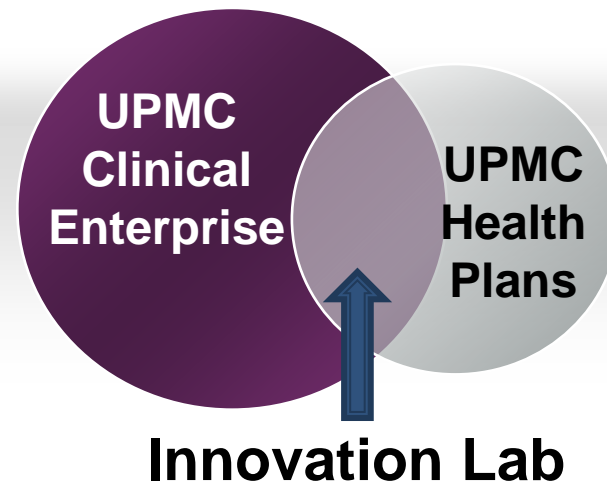 UPMC
Clinical
Enterprise
UPMC
Health
Plans
Innovation Lab